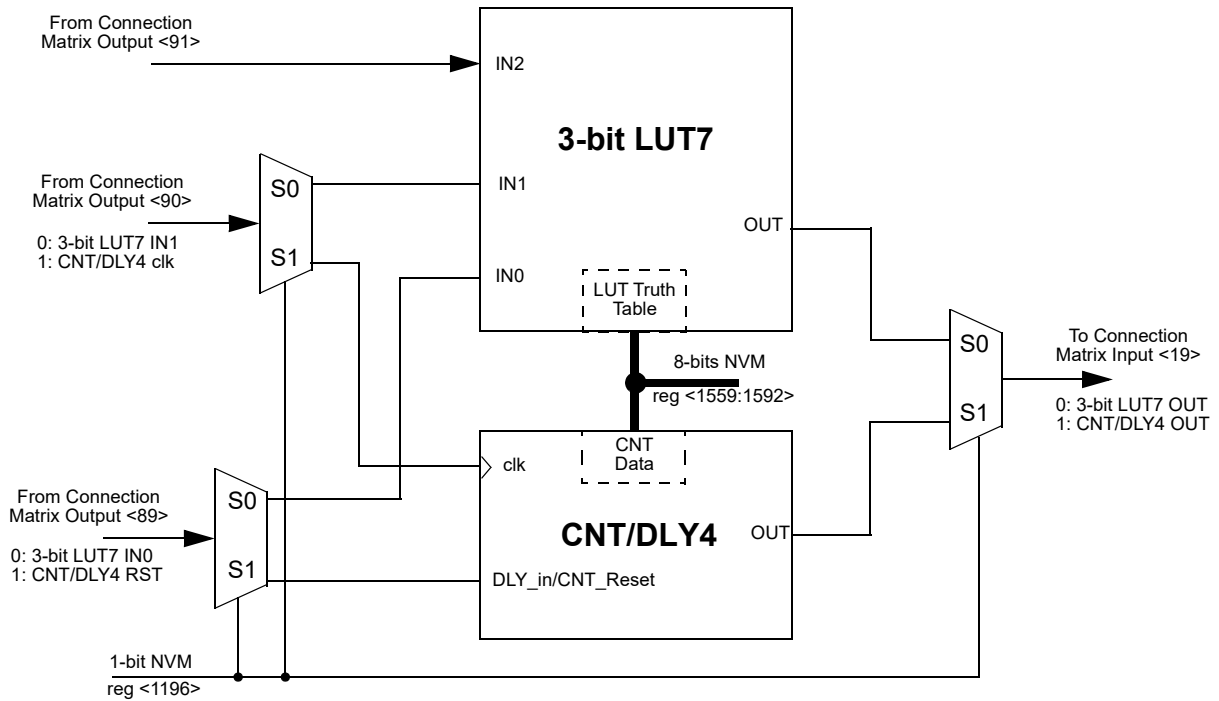 From Connection
Matrix Output <91>
IN2
3-bit LUT7
From Connection
Matrix Output <90>
0: 3-bit LUT7 IN1
1: CNT/DLY4 clk
S0
S1
IN1
IN0
OUT
LUT Truth
Table
8-bits NVM
reg <1559:1592>
S0
S1
To Connection
Matrix Input <19>
0: 3-bit LUT7 OUT
1: CNT/DLY4 OUT
CNT
Data
clk
CNT/DLY4
OUT
DLY_in/CNT_Reset
From Connection
Matrix Output <89>
0: 3-bit LUT7 IN0
1: CNT/DLY4 RST
S0
S1
1-bit NVM
reg <1196>